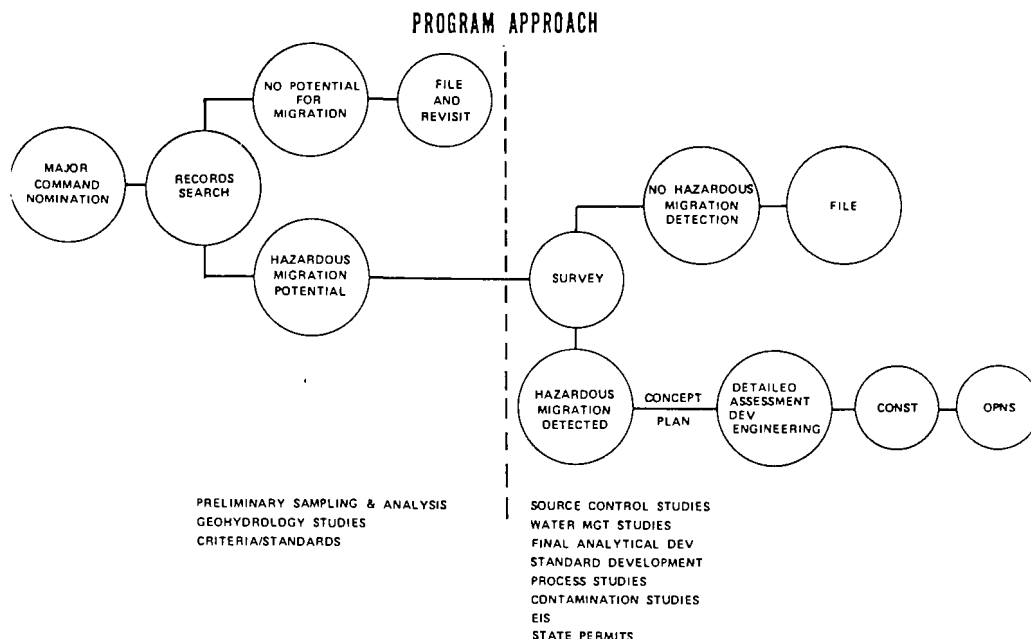 PROGRAM APPROACH
NO POTENTIAL
FOR
MIGRATION
FILE
AND
REVISIT
MAJOR
COMMAND
NOMINATION
RECORDS
SEARCH
HAZARDOUS
MIGRATION
POTENTIAL
NO HAZARDOUS
MIGRATION
DETECTION
FILE
SURVEY
HAZARDOUS
MIGRATION
DETECTED
CONCEPT
PLAN
DETAILED
ASSESSMENT
DEV
ENGINEERING
CONST
OPNS
PRELIMINARY SAMPLING & ANALYSIS
GEOHYDROLOGY STUDIES
CRITERIA/STANDARDS
SOURCE CONTROL STUDIES
WATER MGT STUDIES
FINAL ANALYTICAL DEV
STANDARD DEVELOPMENT
PROCESS STUDIES
CONTAMINATION STUDIES
EIS
STATE PERMITS